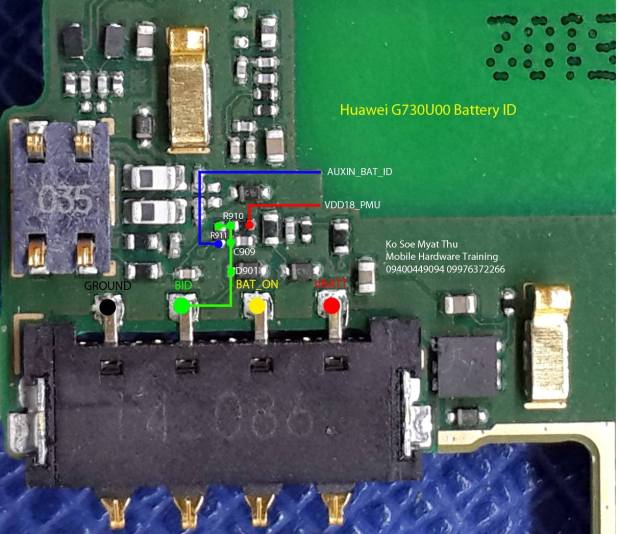 Huawei G730U00 Battery ID
AUXIN_BAT_ID
035
VDD18_PMU
R910
R911
C909
D901
Ko Soe Myat Thu
Mobile Hardware Training
09400449094 09976372266
GROUND
BID
BAT_ON
14 086